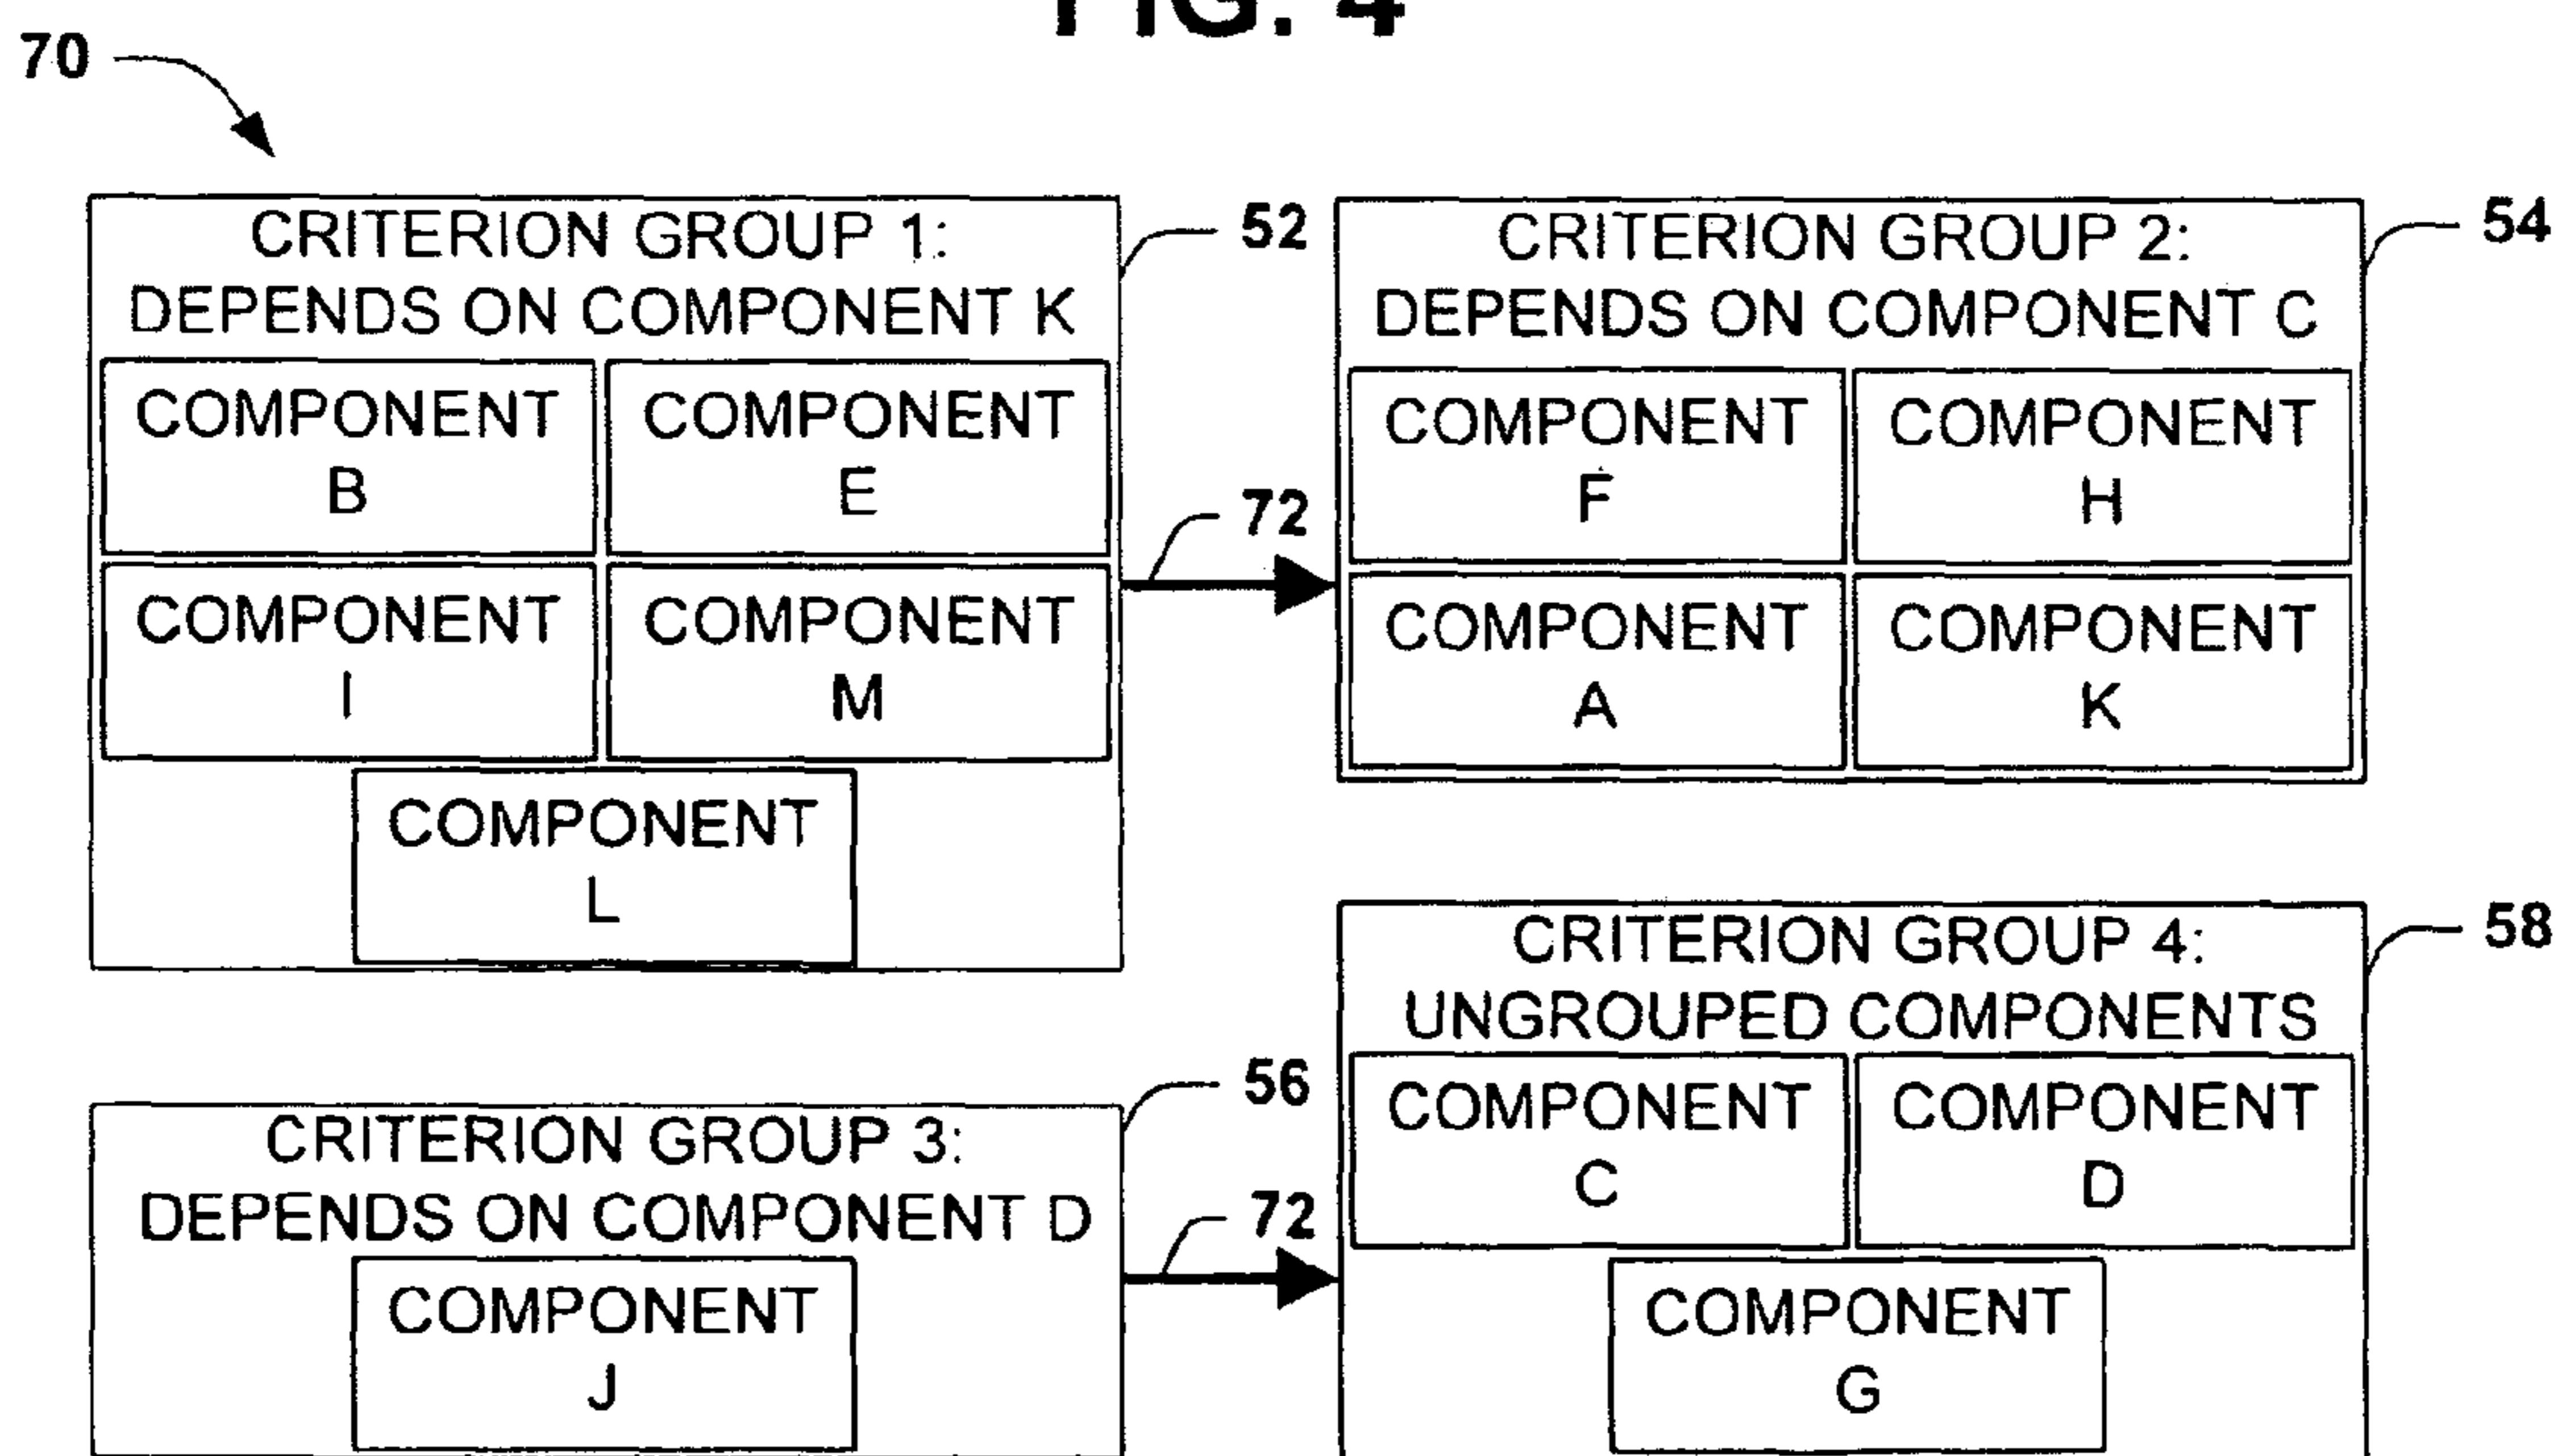 FIG. 4
70
CRITERION GROUP 1:
DEPENDS ON COMPONENT K
52
COMPONENT
B
COMPONENT
E
COMPONENT
I
COMPONENT
M
COMPONENT
L
72
CRITERION GROUP 2:
DEPENDS ON COMPONENT C
54
COMPONENT
F
COMPONENT
H
COMPONENT
A
COMPONENT
K
CRITERION GROUP 3:
DEPENDS ON COMPONENT D
56
COMPONENT
J
72
CRITERION GROUP 4:
UNGROUPED COMPONENTS
58
COMPONENT
C
COMPONENT
D
COMPONENT
G